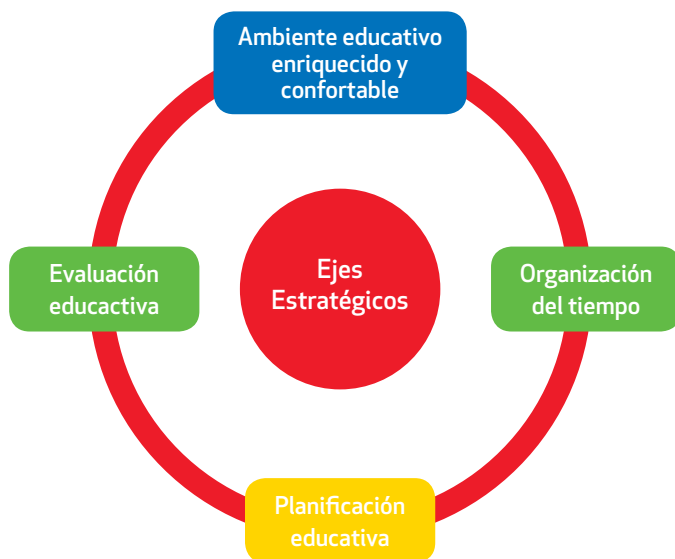 Ambiente educativo
enriquecido y
confortable
Evaluación
educactiva
Ejes
Estratégicos
Organización
del tiempo
Planificación
educativa